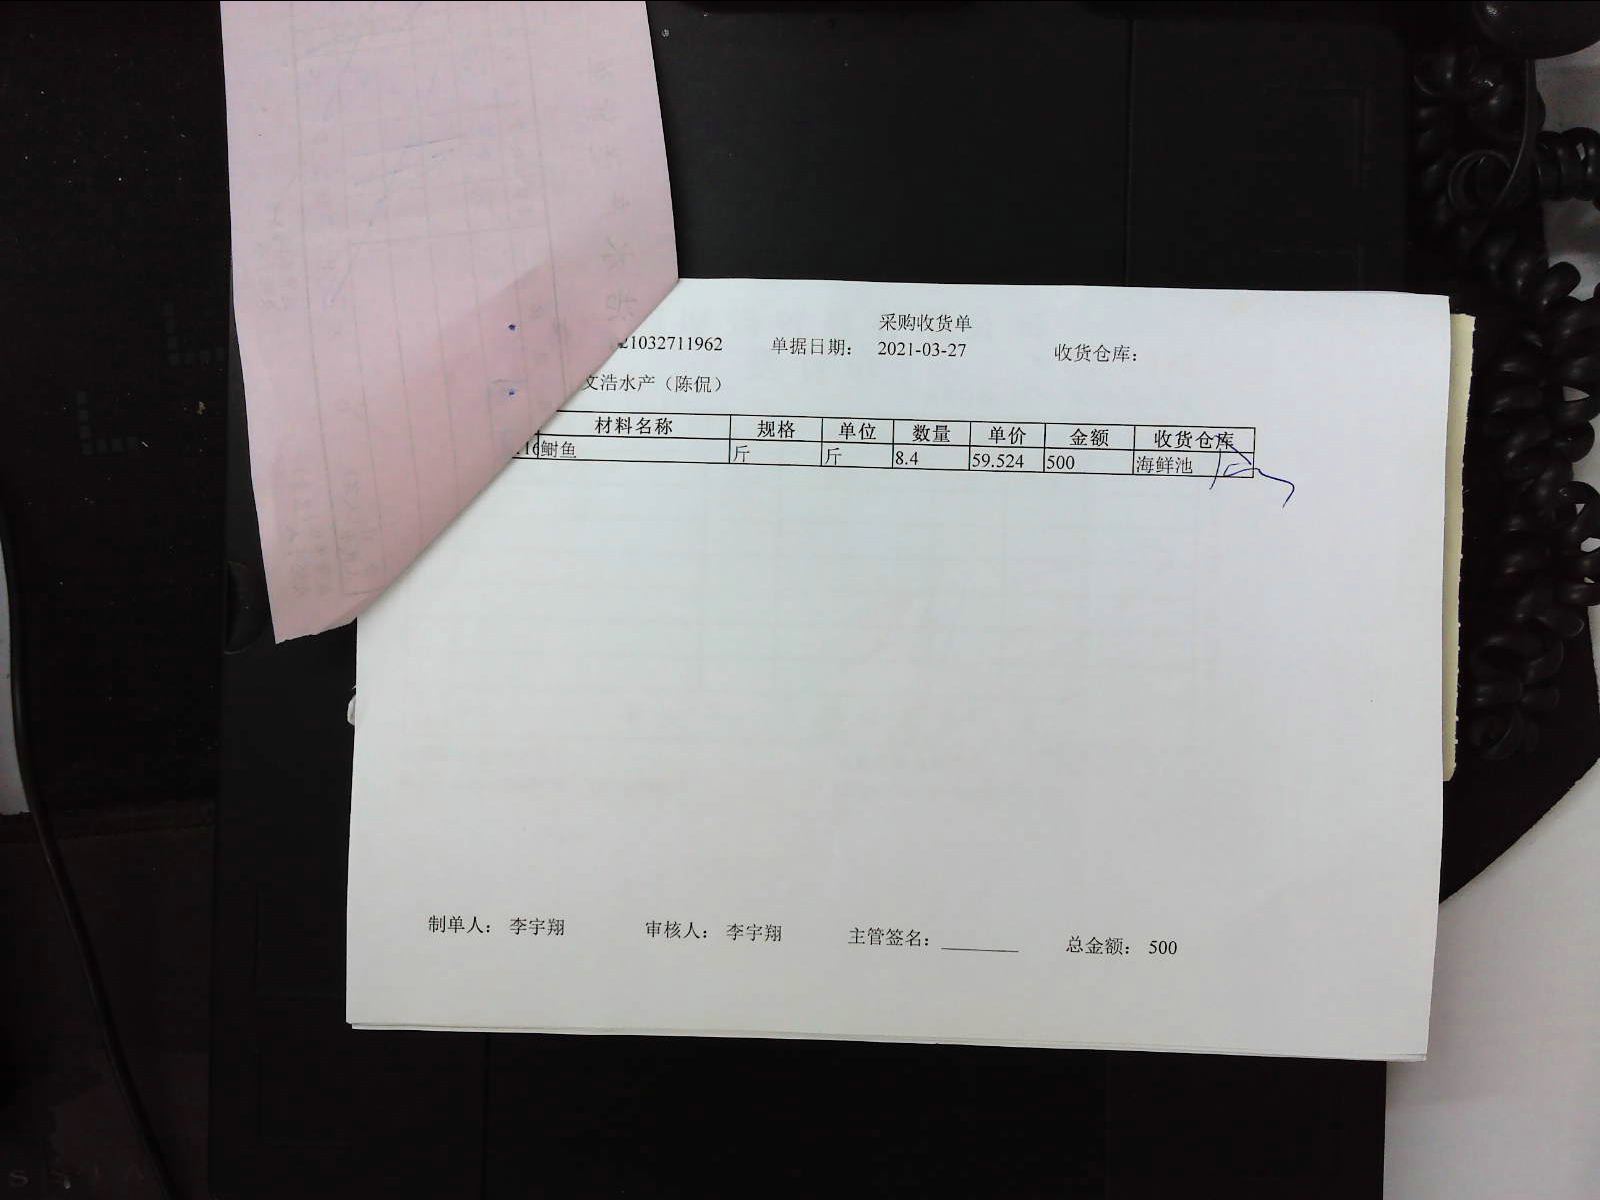 采购收货单
21032711962 单据日期： 2021-03-27 收货仓库：
文浩水产（陈侃）
材料名称 规格 单位 数量 单价 金额 收货仓库
16 鲥鱼 斤 斤 8.4 59.524 500 海鲜池
制单人： 李宇翔 审核人： 李宇翔 主管签名： 总金额： 500